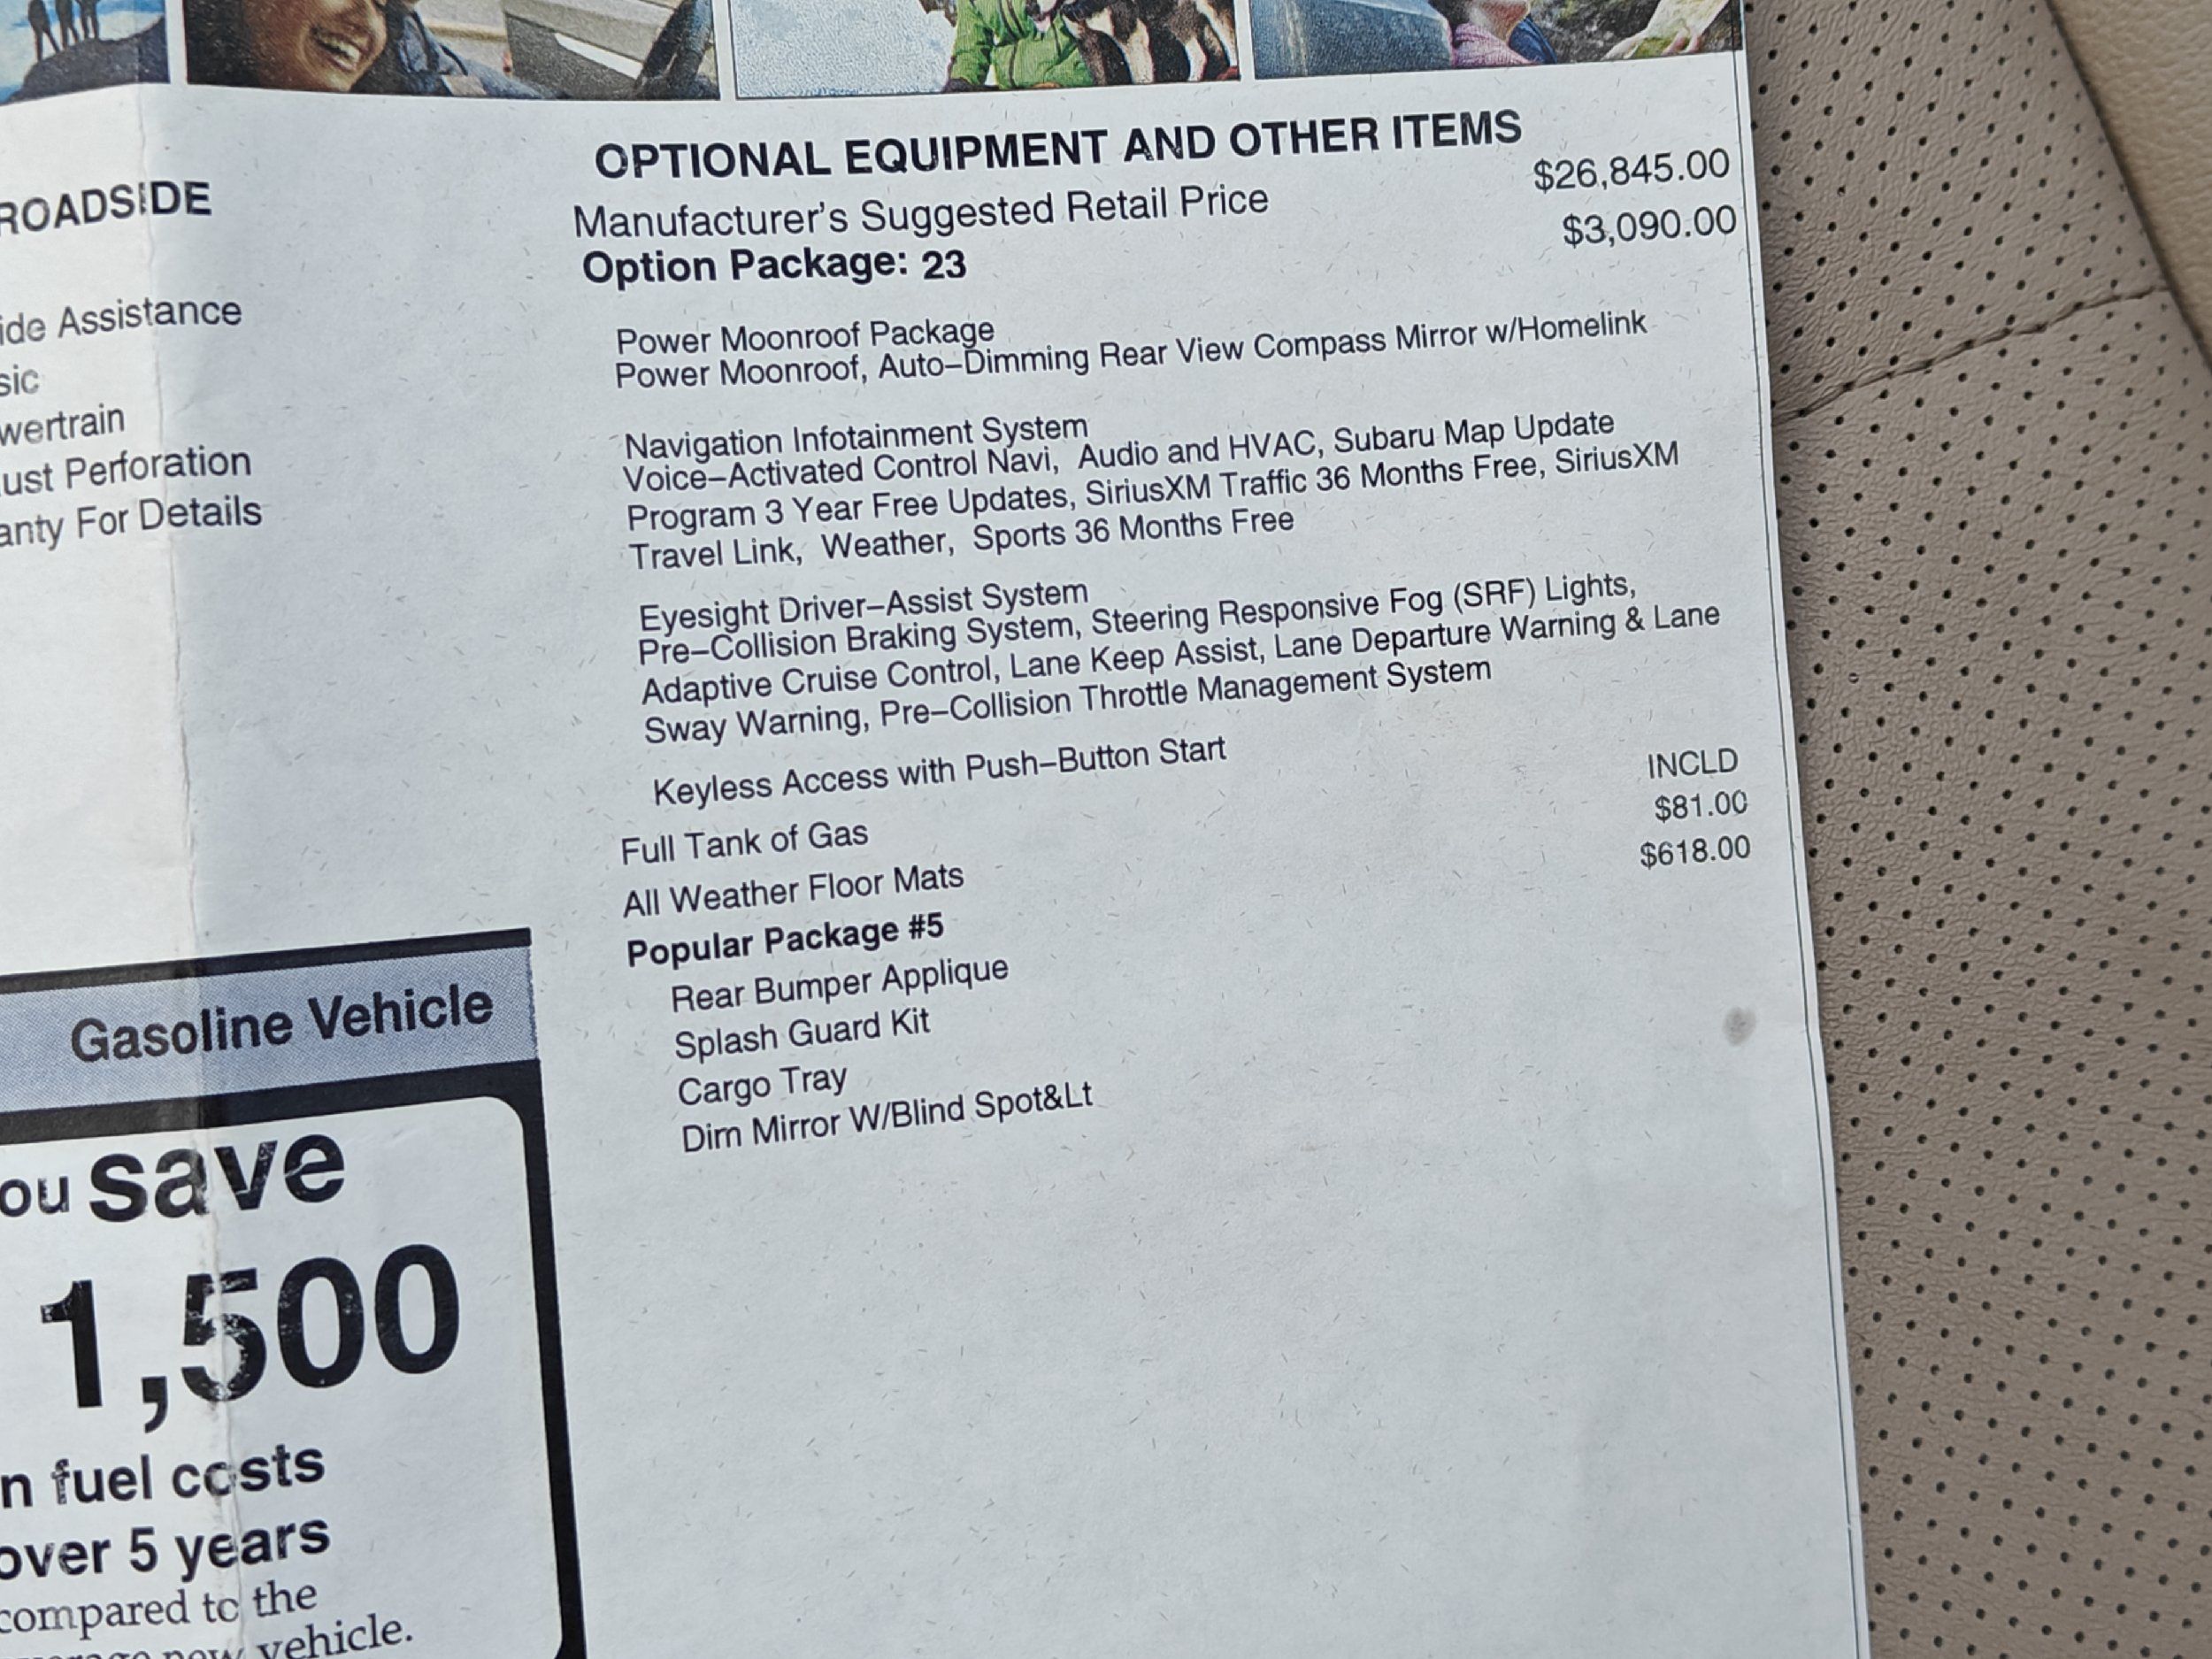 ROADSIDE
ide Assistance
sic
wertrain
ust Perforation
anty For Details
OPTIONAL EQUIPMENT AND OTHER ITEMS
Manufacturer's Suggested Retail Price $26,845.00
Option Package: 23 $3,090.00
Power Moonroof Package
Power Moonroof, Auto–Dimming Rear View Compass Mirror w/Homelink
Navigation Infotainment System
Voice–Activated Control Navi, Audio and HVAC, Subaru Map Update
Program 3 Year Free Updates, SiriusXM Traffic 36 Months Free, SiriusXM
Travel Link, Weather, Sports 36 Months Free
Eyesight Driver–Assist System
Pre–Collision Braking System, Steering Responsive Fog (SRF) Lights,
Adaptive Cruise Control, Lane Keep Assist, Lane Departure Warning & Lane
Sway Warning, Pre–Collision Throttle Management System
Keyless Access with Push–Button Start
Full Tank of Gas INCLD
All Weather Floor Mats $81.00
Popular Package #5 $618.00
Rear Bumper Applique
Splash Guard Kit
Cargo Tray
Dim Mirror W/Blind Spot&Lt
Gasoline Vehicle
ou save
1,500
n fuel costs
over 5 years
compared to the
new vehicle.